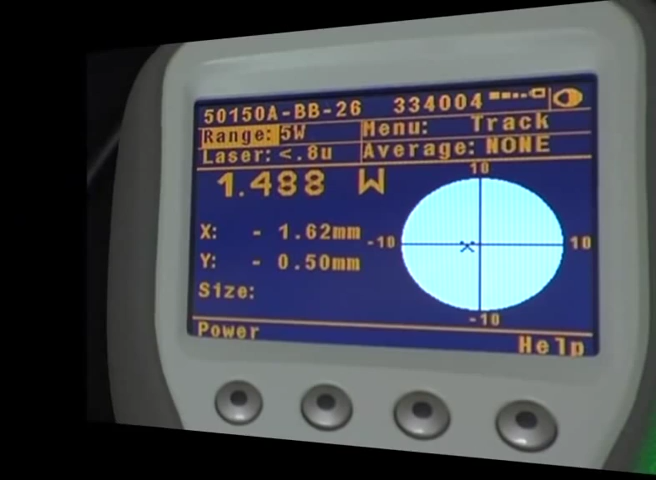 50150A-BB-26 334004
Range: 5W Menu: Track
Laser: <.8u Average: NONE
1.488 W
10
X: - 1.62mm -10 10
Y: - 0.50mm
Size:
-10
Power Help